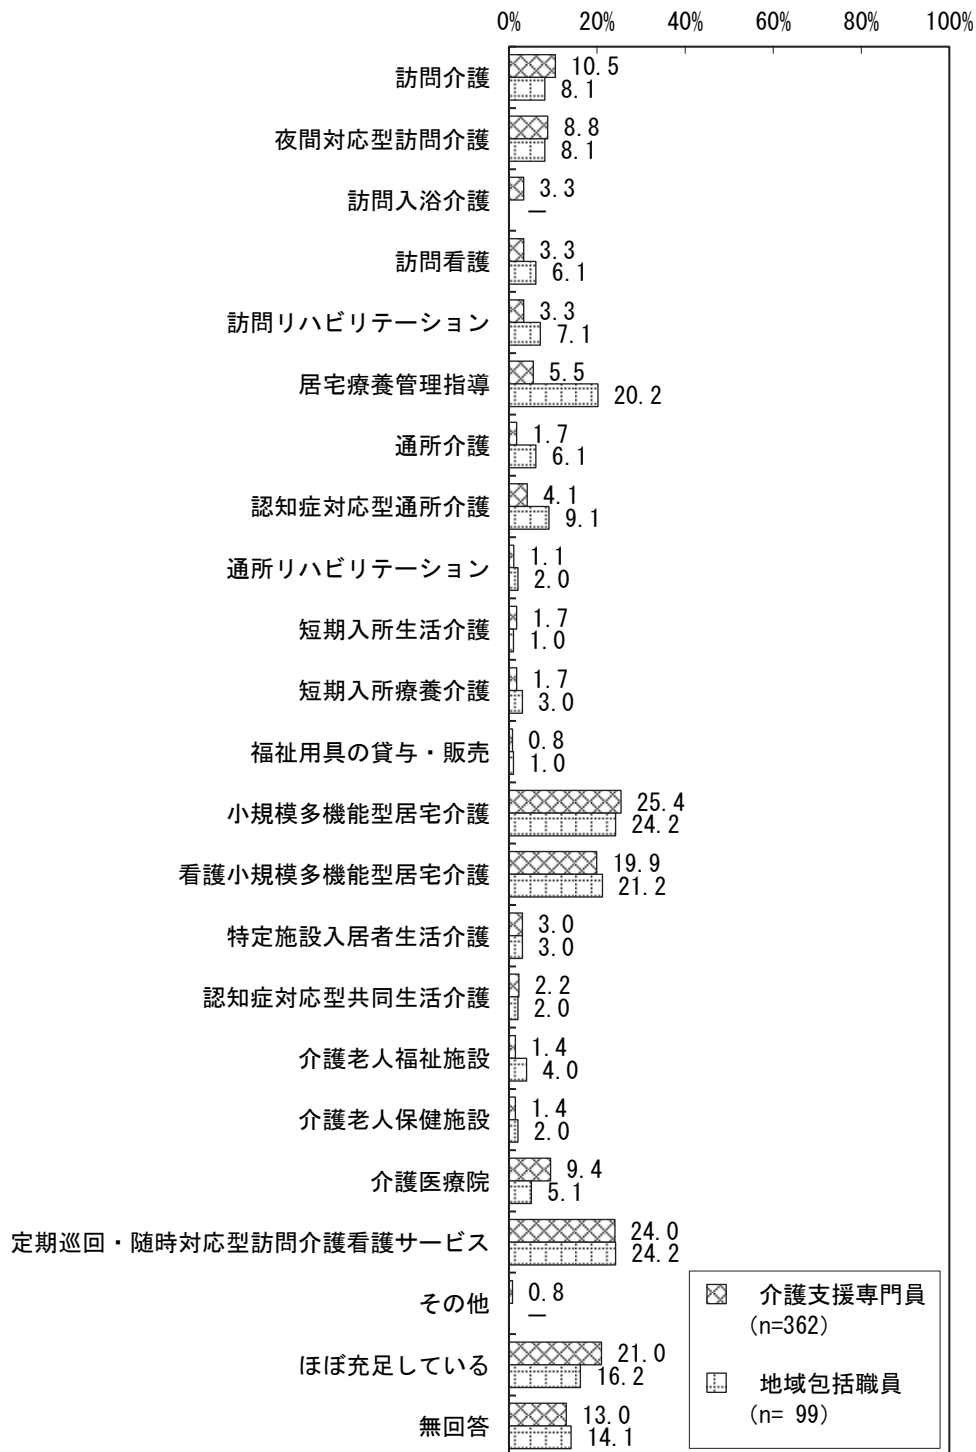 0% 20% 40% 60% 80% 100%
訪問介護
10.5
8.1
夜間対応型訪問介護
8.8
8.1
訪問入浴介護
3.3
－
訪問看護
3.3
6.1
訪問リハビリテーション
3.3
7.1
居宅療養管理指導
5.5
20.2
通所介護
1.7
6.1
認知症対応型通所介護
4.1
9.1
通所リハビリテーション
1.1
2.0
短期入所生活介護
1.7
1.0
短期入所療養介護
1.7
3.0
福祉用具の貸与・販売
0.8
1.0
小規模多機能型居宅介護
25.4
24.2
看護小規模多機能型居宅介護
19.9
21.2
特定施設入居者生活介護
3.0
3.0
認知症対応型共同生活介護
2.2
2.0
介護老人福祉施設
1.4
4.0
介護老人保健施設
1.4
2.0
介護医療院
9.4
5.1
定期巡回・随時対応型訪問介護看護サービス
24.0
24.2
その他
0.8
－
ほぼ充足している
21.0
16.2
無回答
13.0
14.1
介護支援専門員
(n=362)
地域包括職員
(n= 99)